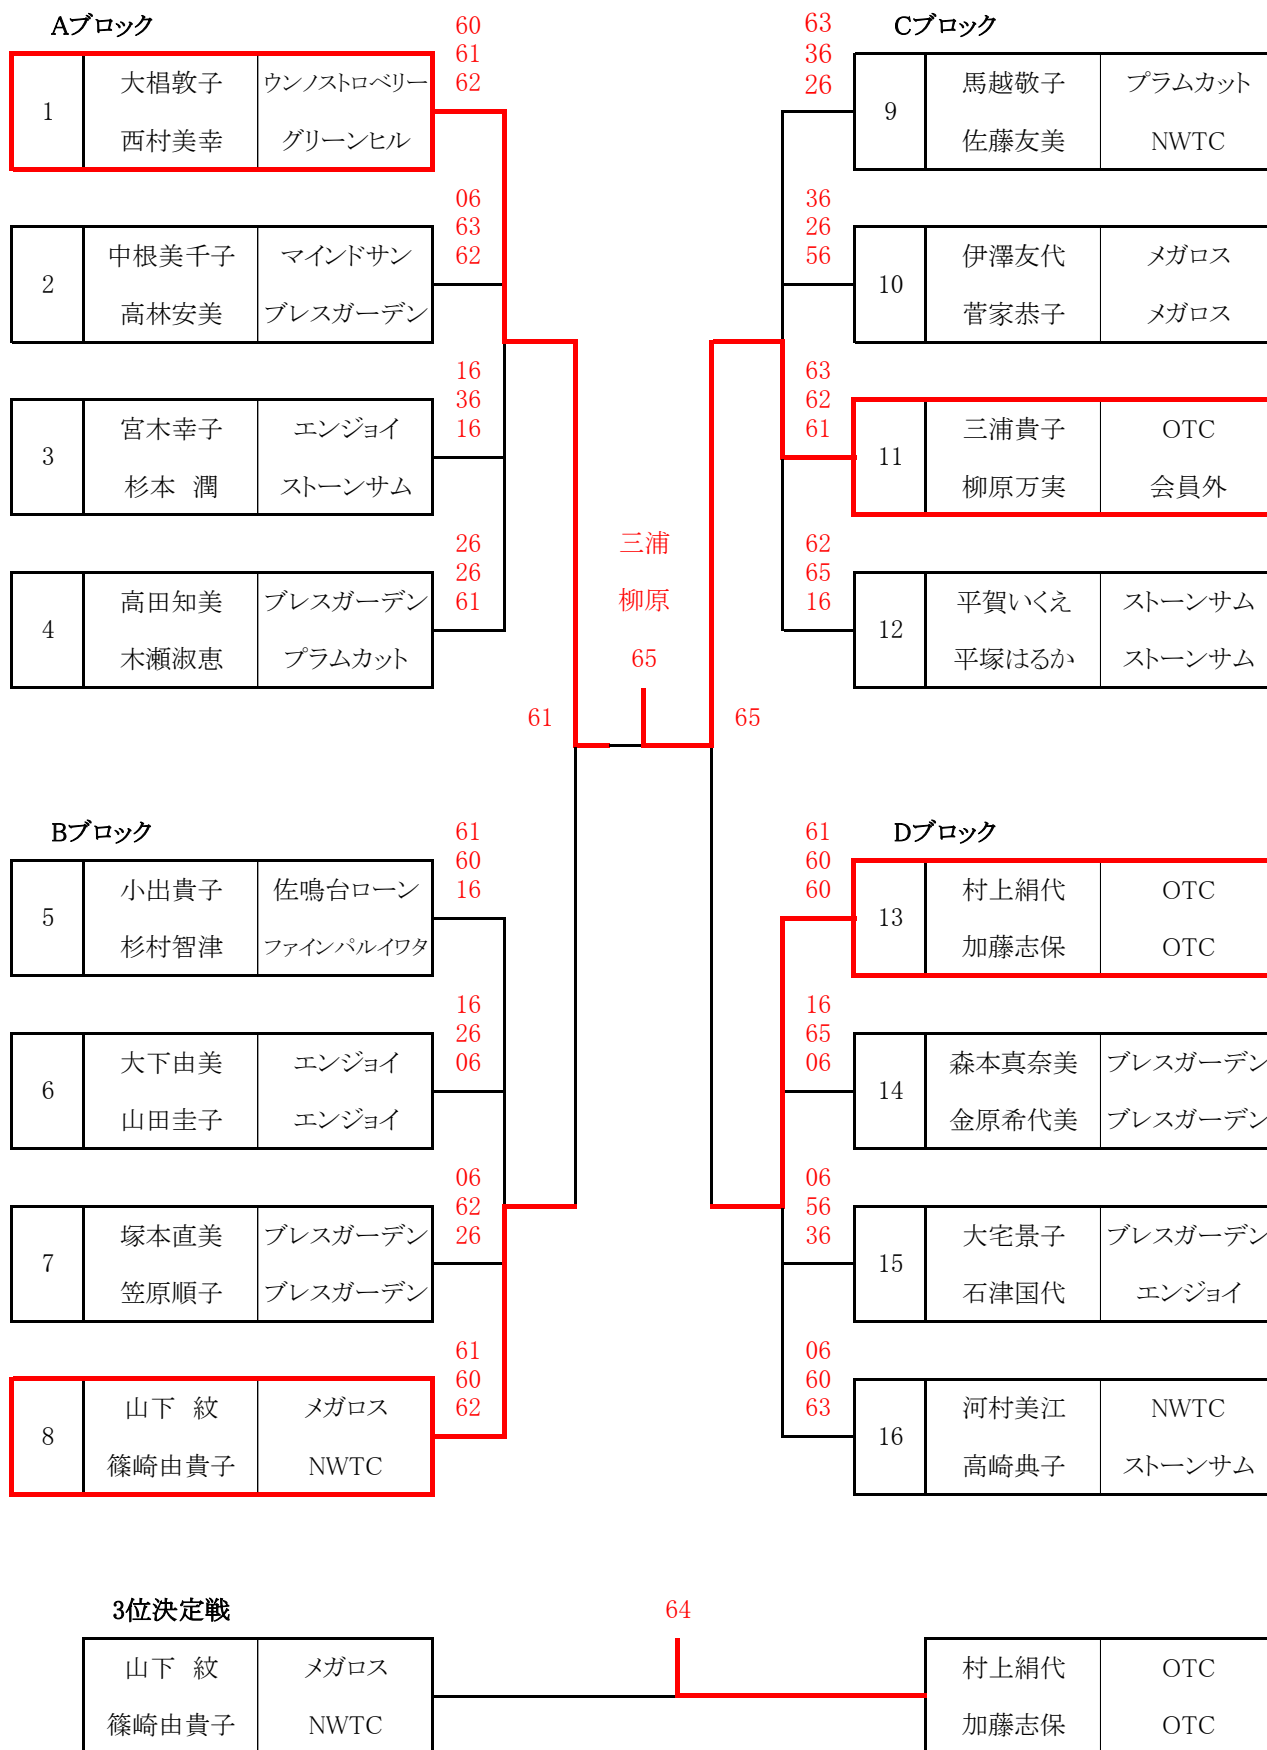 Aブロック
60
61
62
1
大椙敦子 ウンノストロベリー
西村美幸 グリーンヒル
06
63
62
2
中根美千子 マインドサン
高林安美 ブレスガーデン
16
36
16
3
宮木幸子 エンジョイ
杉本 潤 ストーンサム
26
26
61
4
高田知美 ブレスガーデン
木瀬淑恵 プラムカット
61
Bブロック
61
60
16
5
小出貴子 佐鳴台ローン
杉村智津 ファインパルイワタ
16
26
06
6
大下由美 エンジョイ
山田圭子 エンジョイ
06
62
26
7
塚本直美 ブレスガーデン
笠原順子 ブレスガーデン
61
60
62
8
山下 紋 メガロス
篠崎由貴子 NWTC
三浦
柳原
65
Cブロック
63
36
26
9
馬越敬子 プラムカット
佐藤友美 NWTC
36
26
56
10
伊澤友代 メガロス
菅家恭子 メガロス
63
62
61
11
三浦貴子 OTC
柳原万実 会員外
62
65
16
12
平賀いくえ ストーンサム
平塚はるか ストーンサム
65
Dブロック
61
60
60
13
村上絹代 OTC
加藤志保 OTC
16
65
06
14
森本真奈美 ブレスガーデン
金原希代美 ブレスガーデン
06
56
36
15
大宅景子 ブレスガーデン
石津国代 エンジョイ
06
60
63
16
河村美江 NWTC
高崎典子 ストーンサム
3位決定戦
64
山下 紋 メガロス
篠崎由貴子 NWTC
村上絹代 OTC
加藤志保 OTC